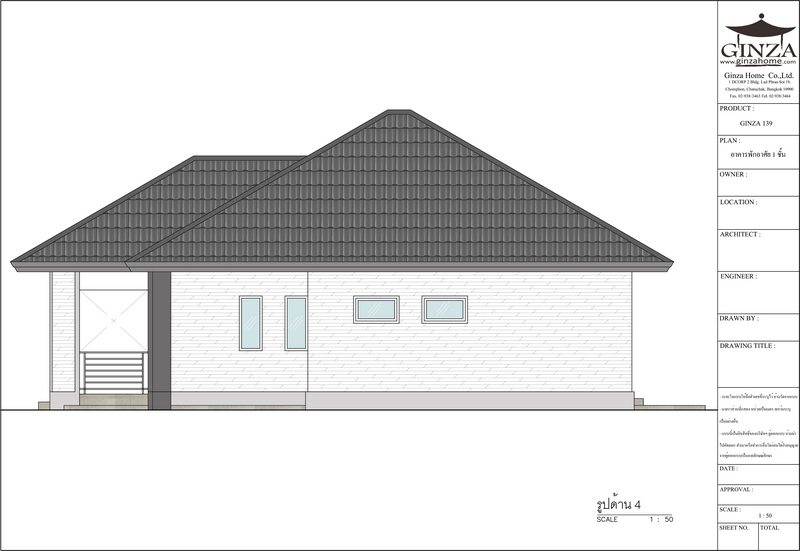 GINZA
www.ginzahome.com
Ginza Home Co.,Ltd.
1 DCORP 2 Bldg. Lad Phrao Soi 19,
Chomphon, Chatuchak, Bangkok 10900
Fax. 02-938-3463 Tel. 02-938-3464
PRODUCT :
GINZA 139
PLAN :
อาคารพักอาศัย 1 ชั้น
OWNER :
LOCATION :
ARCHITECT :
ENGINEER :
DRAWN BY :
DRAWING TITLE :
DATE :
APPROVAL :
SCALE :
1 : 50
SHEET NO. TOTAL
รูปด้าน 4
SCALE 1 : 50